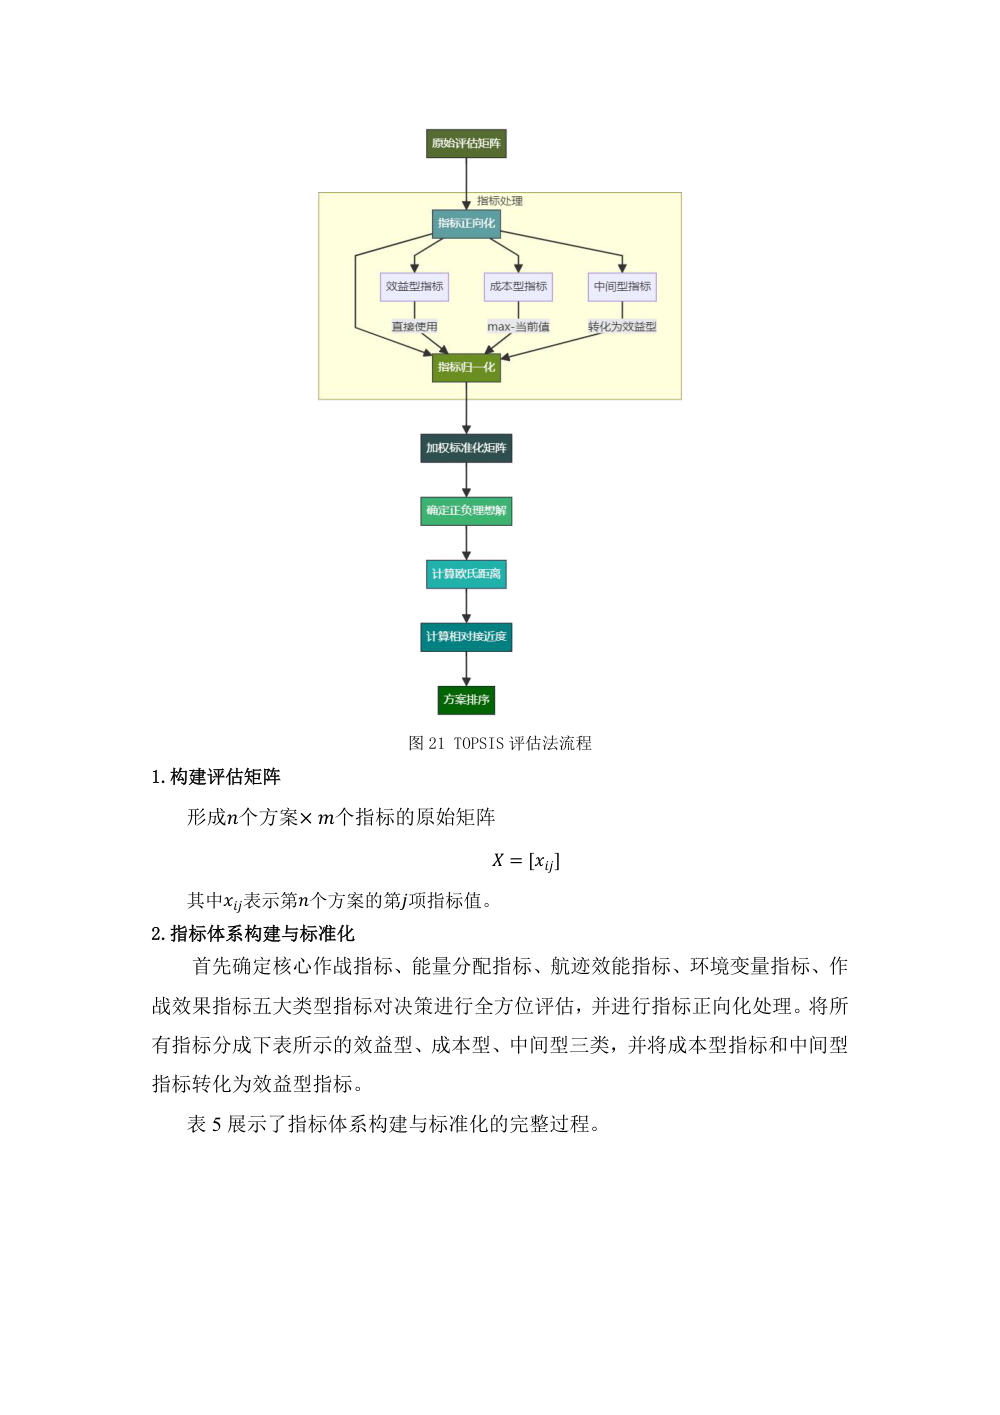 原始评估矩阵
指标处理
指标正向化
效益型指标
成本型指标
中间型指标
直接使用
max-当前值
转化为效益型
指标归一化
加权标准化矩阵
确定正负理想解
计算欧氏距离
计算相对接近度
方案排序
图 21 TOPSIS 评估法流程
1.构建评估矩阵
形成n个方案× m个指标的原始矩阵
X = [x_{ij}]
其中x_{ij}表示第n个方案的第j项指标值。
2.指标体系构建与标准化
首先确定核心作战指标、能量分配指标、航迹效能指标、环境变量指标、作
战效果指标五大类型指标对决策进行全方位评估，并进行指标正向化处理。将所
有指标分成下表所示的效益型、成本型、中间型三类，并将成本型指标和中间型
指标转化为效益型指标。
表 5 展示了指标体系构建与标准化的完整过程。